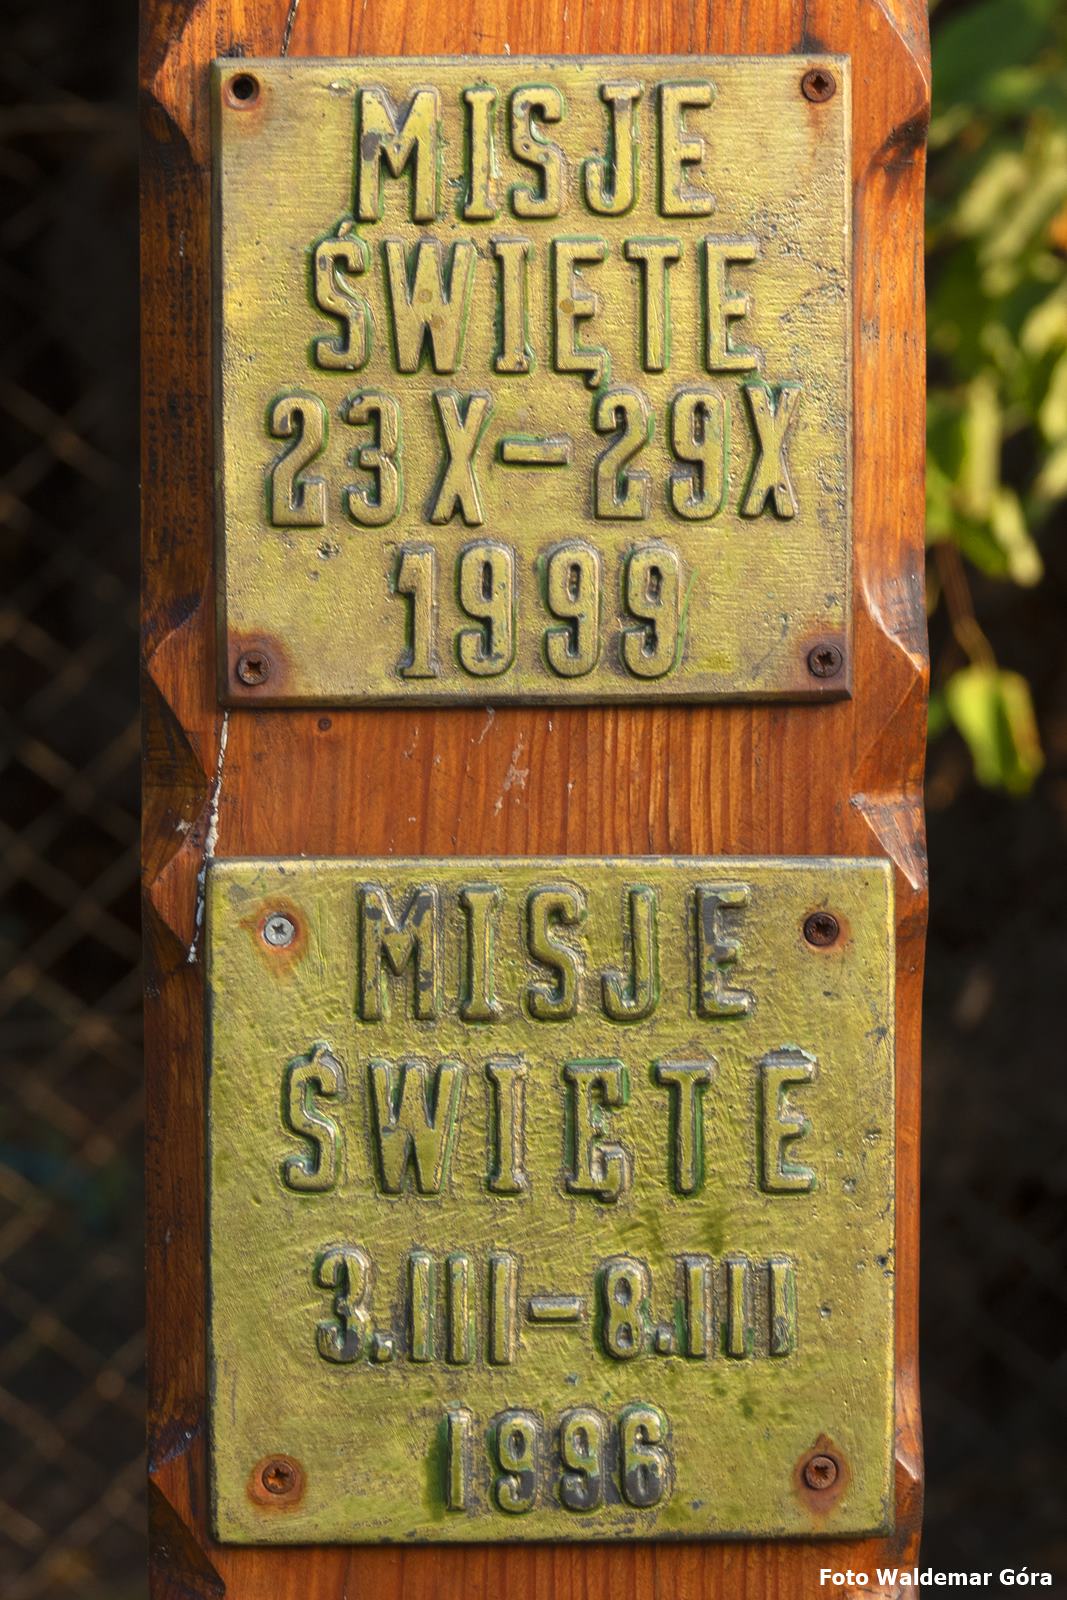 MISJE
ŚWIĘTE
23X-29X
1999
MISJE
ŚWIĘTE
3.III-8.III
1996
Foto Waldemar Góra